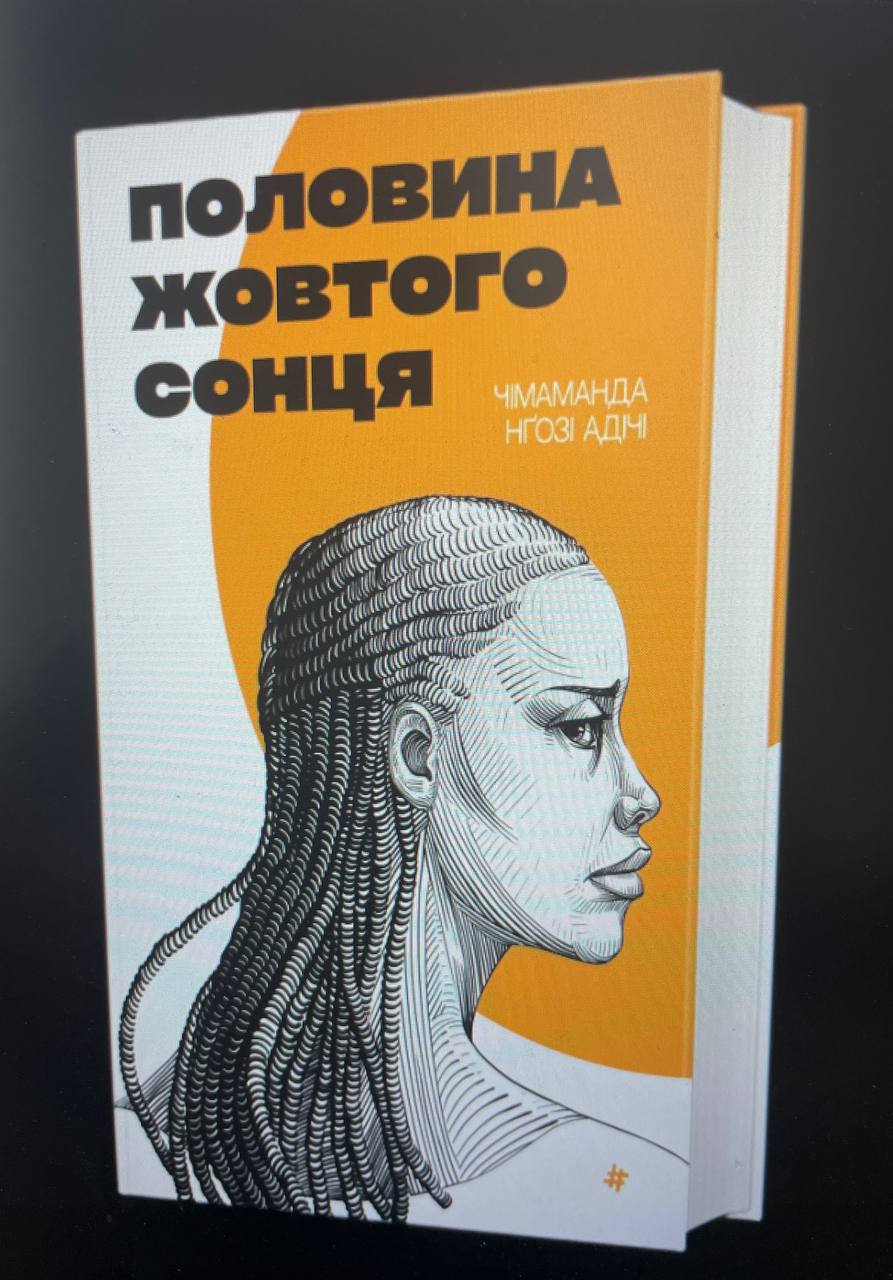 ПОЛОВИНА
ЖОВТОГО
СОНЦЯ
ЧІМАМАНДА
НҐОЗІ АДІЧІ
#